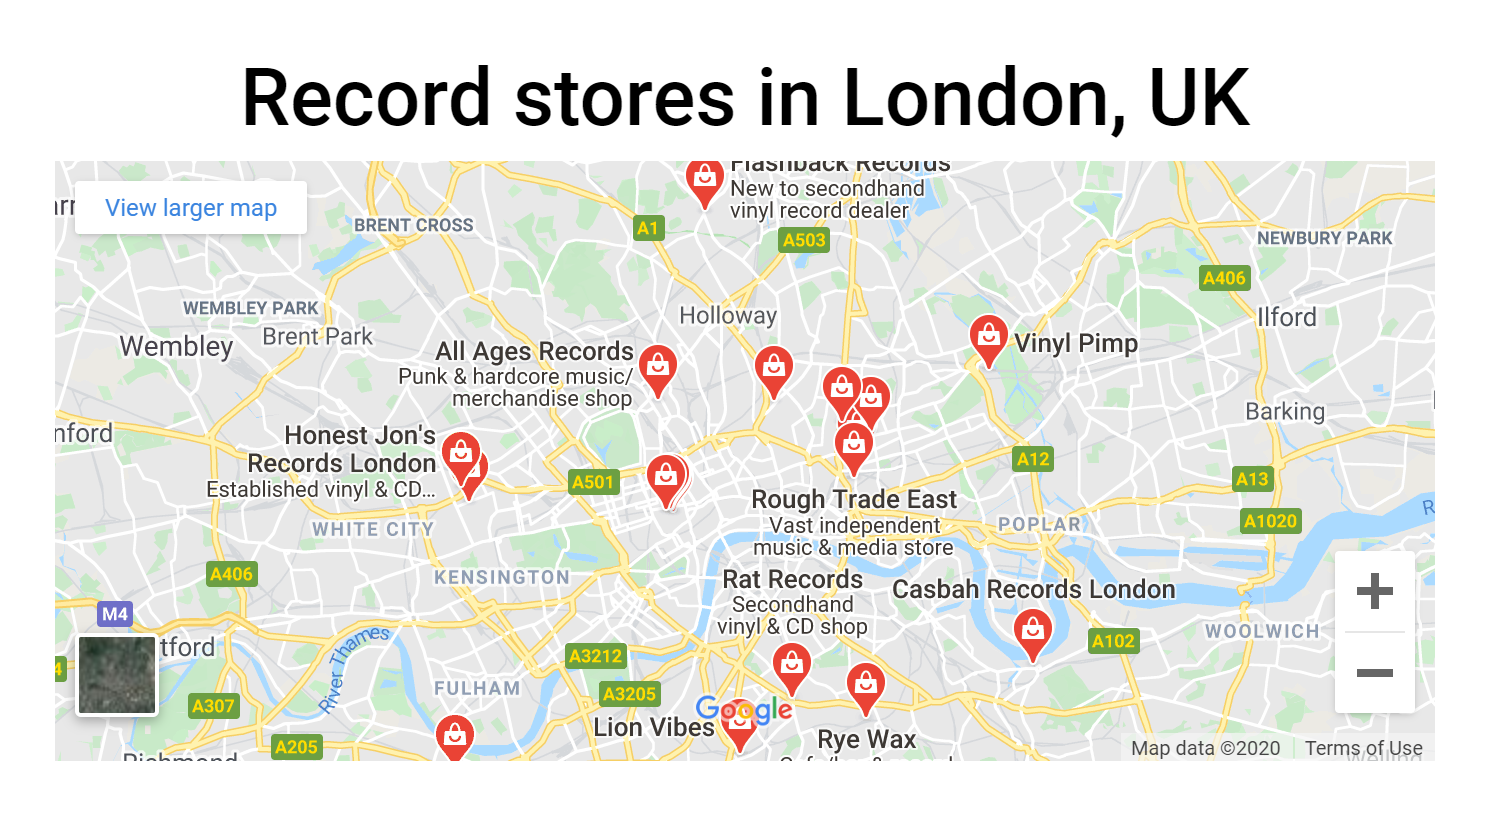 Record stores in London, UK
View larger map
Flashback Records
New to secondhand
vinyl record dealer
BRENT CROSS
A1
A503
NEWBURY PARK
A406
WEMBLEY PARK
Brent Park
Wembley
Holloway
Ilford
All Ages Records
Punk & hardcore music/
merchandise shop
Vinyl Pimp
Barking
nford
Honest Jon's
Records London
Established vinyl & CD...
A501
A12
A13
A1020
WHITE CITY
Rough Trade East
Vast independent
music & media store
POPLAR
R
A406
KENSINGTON
Rat Records
Secondhand
vinyl & CD shop
Casbah Records London
M4
tford
River Thames
WOOLWICH
A102
A3212
4
FULHAM
A3205
A307
Google
Lion Vibes
Rye Wax
A205
Richmond
Map data ©2020
Terms of Use
Welling